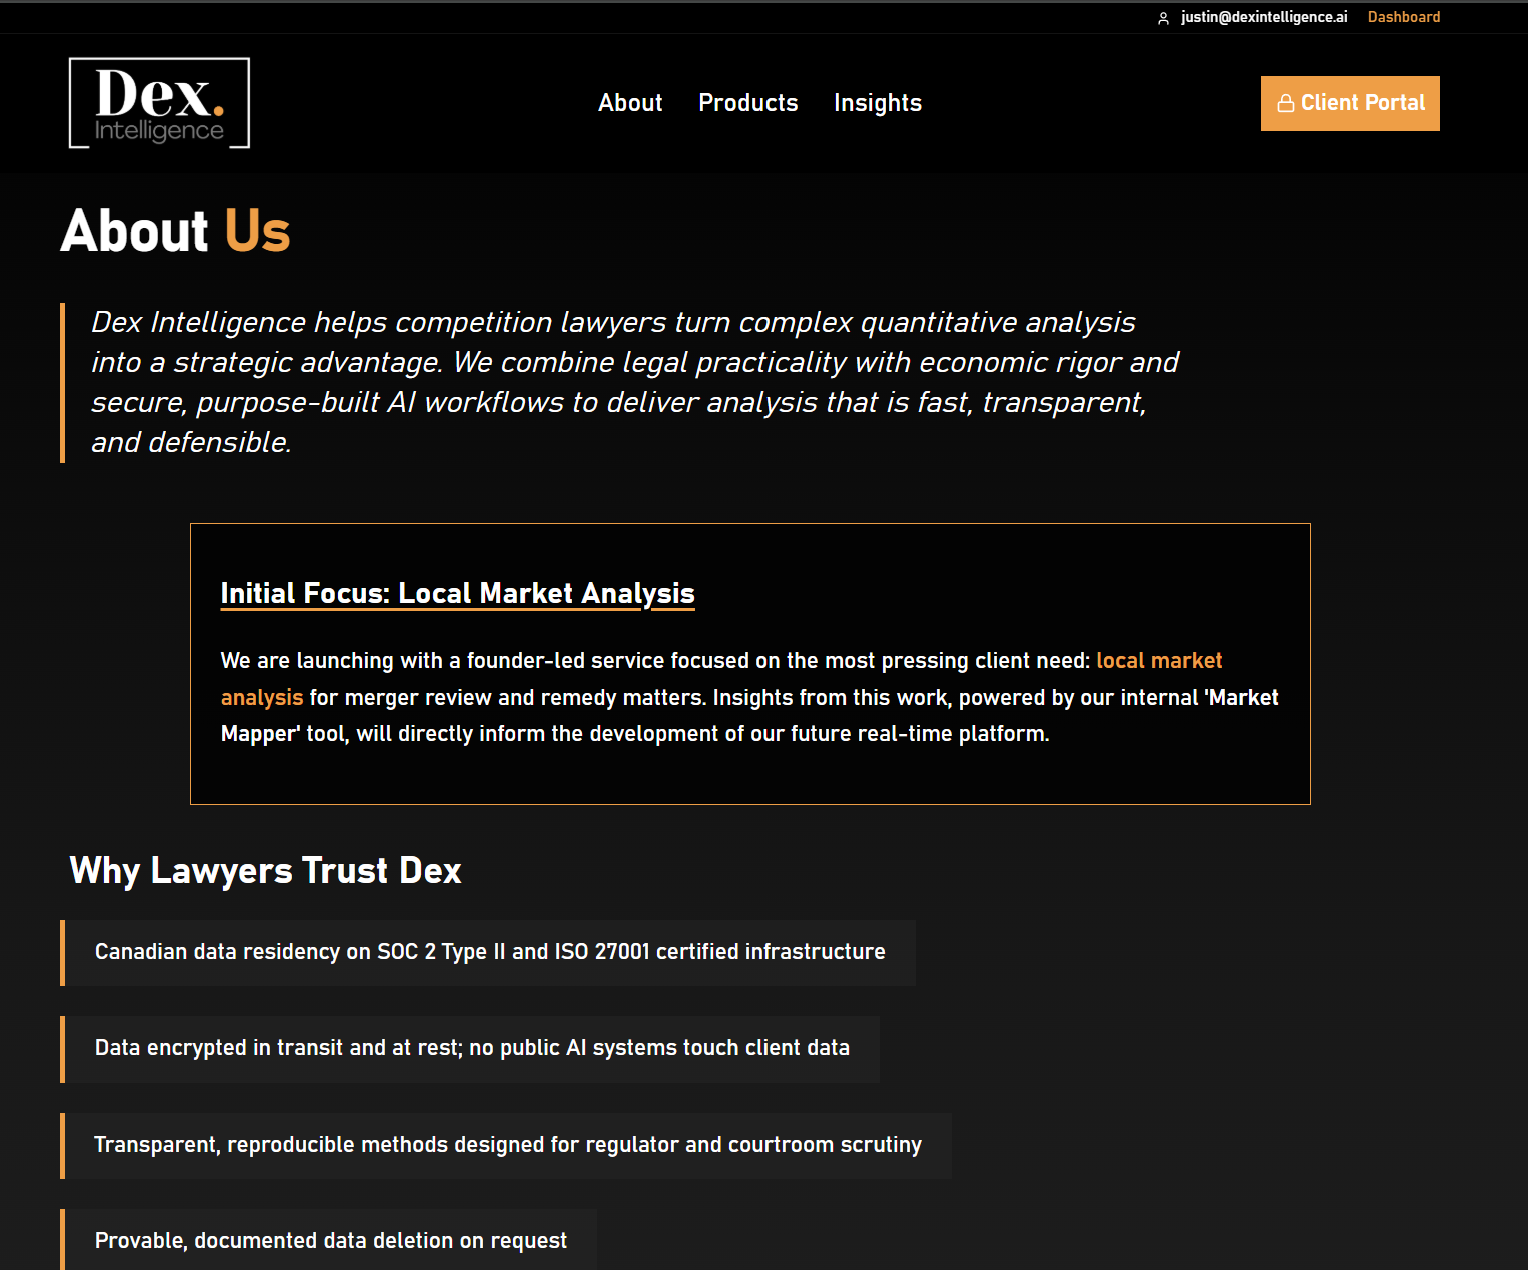 justin@dexintelligence.ai Dashboard
Dex.
Intelligence
About Products Insights
Client Portal
About Us
Dex Intelligence helps competition lawyers turn complex quantitative analysis
into a strategic advantage. We combine legal practicality with economic rigor and
secure, purpose-built AI workflows to deliver analysis that is fast, transparent,
and defensible.
Initial Focus: Local Market Analysis
We are launching with a founder-led service focused on the most pressing client need: local market
analysis for merger review and remedy matters. Insights from this work, powered by our internal 'Market
Mapper' tool, will directly inform the development of our future real-time platform.
Why Lawyers Trust Dex
Canadian data residency on SOC 2 Type II and ISO 27001 certified infrastructure
Data encrypted in transit and at rest; no public AI systems touch client data
Transparent, reproducible methods designed for regulator and courtroom scrutiny
Provable, documented data deletion on request